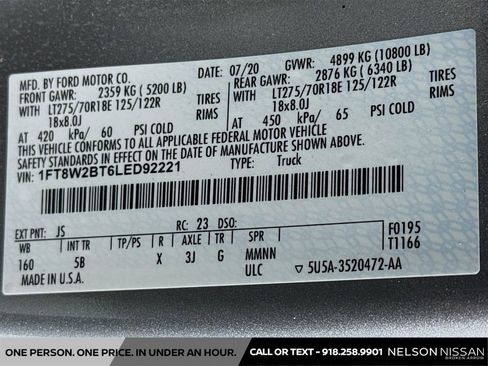 MFD. BY FORD MOTOR CO. DATE: 07/20 GVWR: 4899 KG (10800 LB)
FRONT GAWR: 2359 KG ( 5200 LB) REAR GAWR: 2876 KG ( 6340 LB)
WITH LT275/70R18E 125/122R TIRES WITH LT275/70R18E 125/122R TIRES
18x8.0J RIMS 18x8.0J RIMS
AT 420 kPa/ 60 PSI COLD AT 450 kPa/ 65 PSI COLD
THIS VEHICLE CONFORMS TO ALL APPLICABLE FEDERAL MOTOR VEHICLE
SAFETY STANDARDS IN EFFECT ON THE DATE OF MANUFACTURE SHOWN ABOVE.
VIN: 1FT8W2BT6LED92221 TYPE: Truck
EXT PNT: JS RC: 23 DSO: F0195
WB INT TR TP/PS R AXLE TR SPR T1166
160 5B X 3J G MMNN
MADE IN U.S.A. ULC 5U5A-3520472-AA
ONE PERSON. ONE PRICE. IN UNDER AN HOUR. CALL OR TEXT - 918.258.9901 NELSON NISSAN
BROKEN ARROW